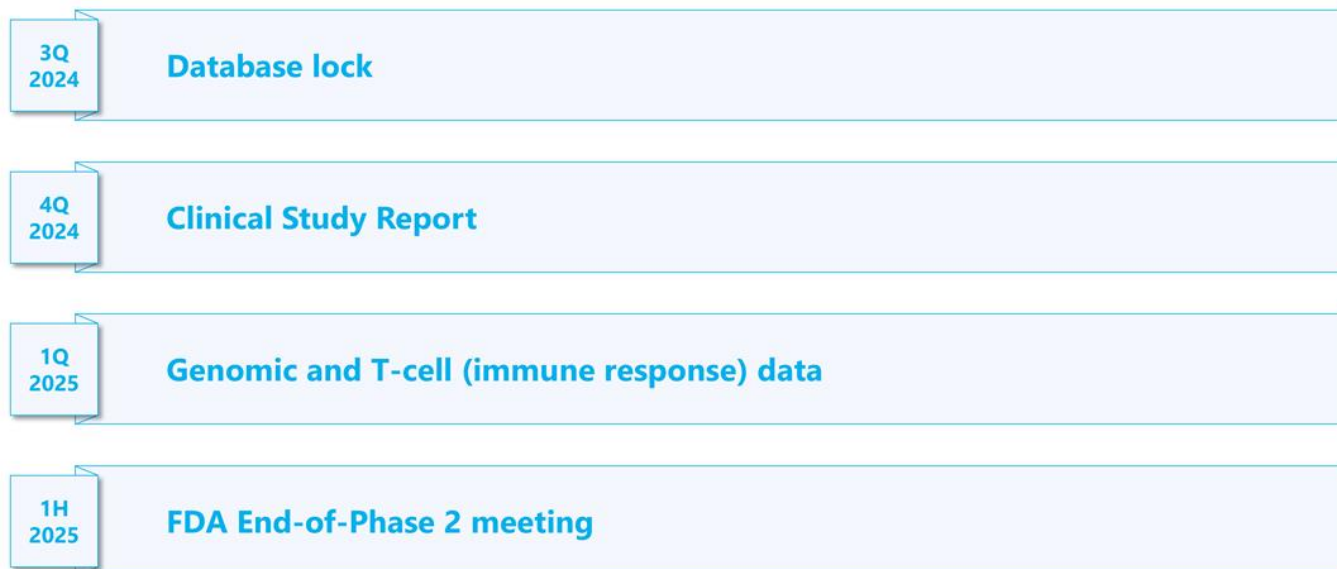 3Q
2024
Database lock
4Q
2024
Clinical Study Report
1Q
2025
Genomic and T-cell (immune response) data
1H
2025
FDA End-of-Phase 2 meeting